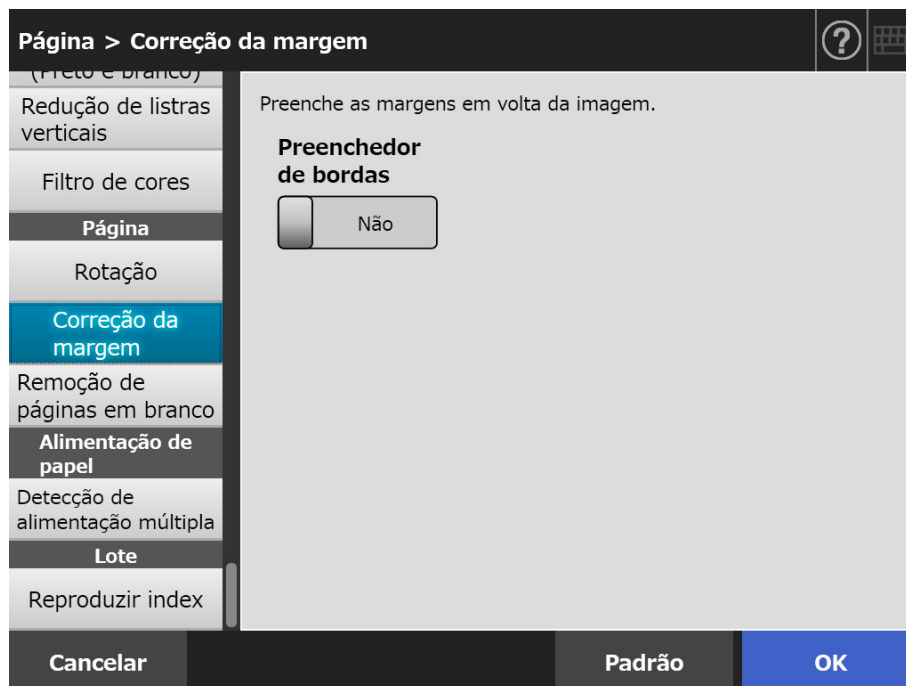 Página > Correção da margem
?
(Preto e branco)
Redução de listras
verticais
Filtro de cores
Página
Rotação
Correção da
margem
Remoção de
páginas em branco
Alimentação de
papel
Detecção de
alimentação múltipla
Lote
Reproduzir index
Preenche as margens em volta da imagem.
Preenchedor
de bordas
Não
Cancelar
Padrão
OK